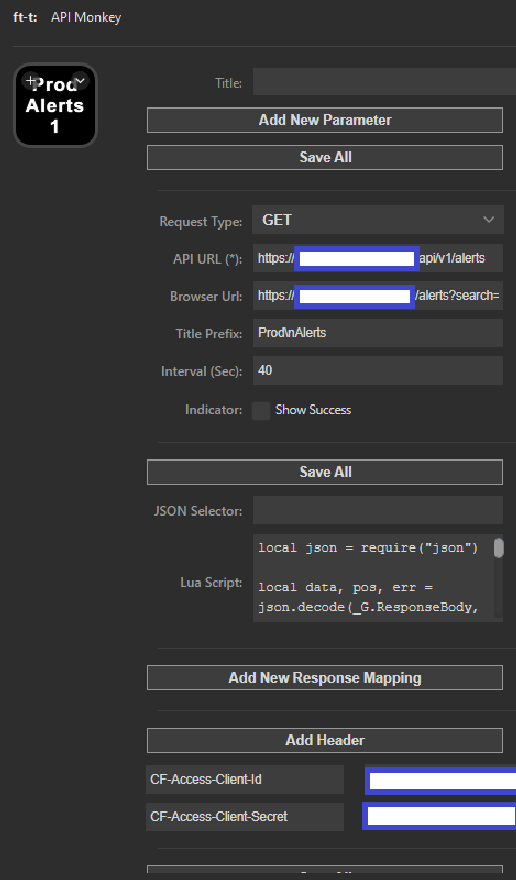 ft-t: API Monkey
Prod
Alerts
1
Title:
Add New Parameter
Save All
Request Type: GET
API URL (*): https:// api/v1/alerts
Browser Url: https:// /alerts?search=
Title Prefix: Prod\nAlerts
Interval (Sec): 40
Indicator: Show Success
Save All
JSON Selector:
Lua Script:
local json = require("json")
local data, pos, err =
json.decode(_G.ResponseBody,
Add New Response Mapping
Add Header
CF-Access-Client-Id
CF-Access-Client-Secret